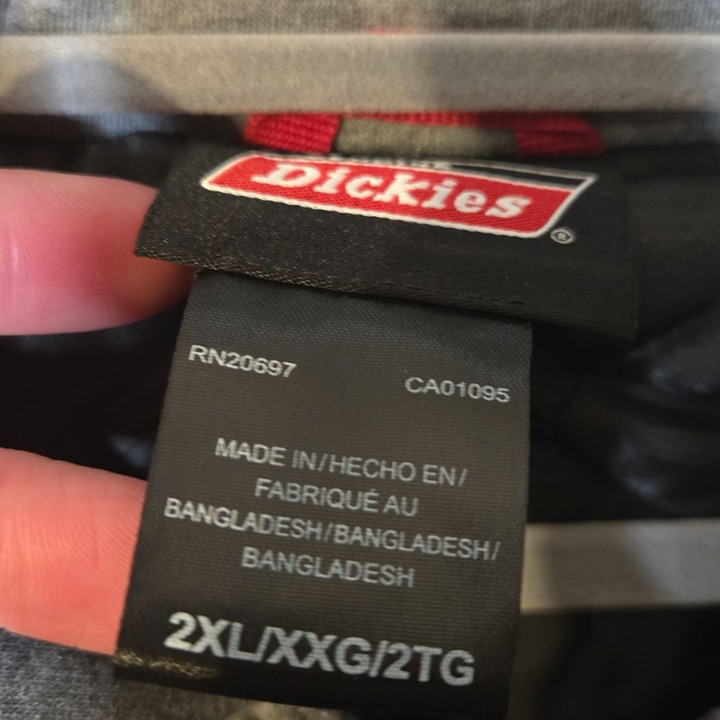 Dickies
®
RN20697
CA01095
MADE IN/HECHO EN/
FABRIQUÉ AU
BANGLADESH/BANGLADESH/
BANGLADESH
2XL/XXG/2TG